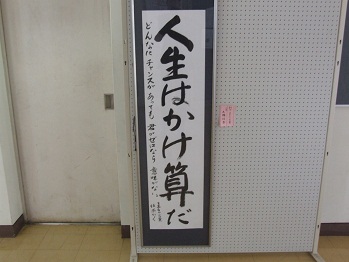 人生はかけ算だ
どんなにチャンスがあっても 君がゼロなら 意味がない。